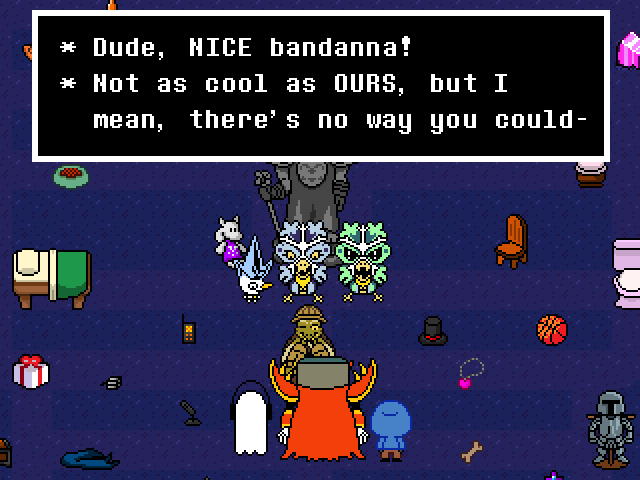 * Dude, NICE bandanna!
* Not as cool as OURS, but I
mean, there's no way you could-